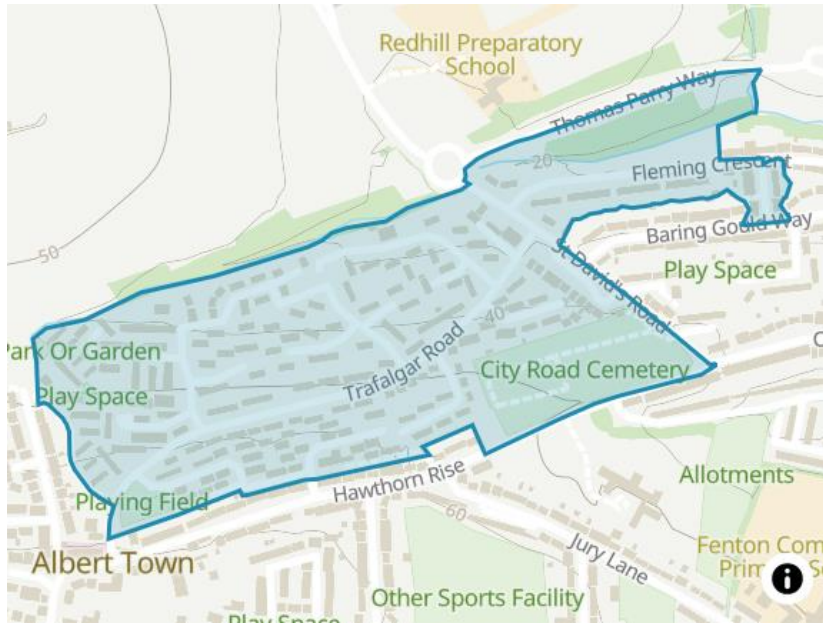 Redhill Preparatory
School
Thomas Parry Way
20
Fleming Crescent
50
Baring Gould Way
St David's Road
Play Space
40
Park Or Garden
Trafalgar Road
City Road Cemetery
Play Space
Playing Field
Hawthorn Rise
60
Allotments
Albert Town
Jury Lane
Fenton Com
Prim
Other Sports Facility
Play Space
i